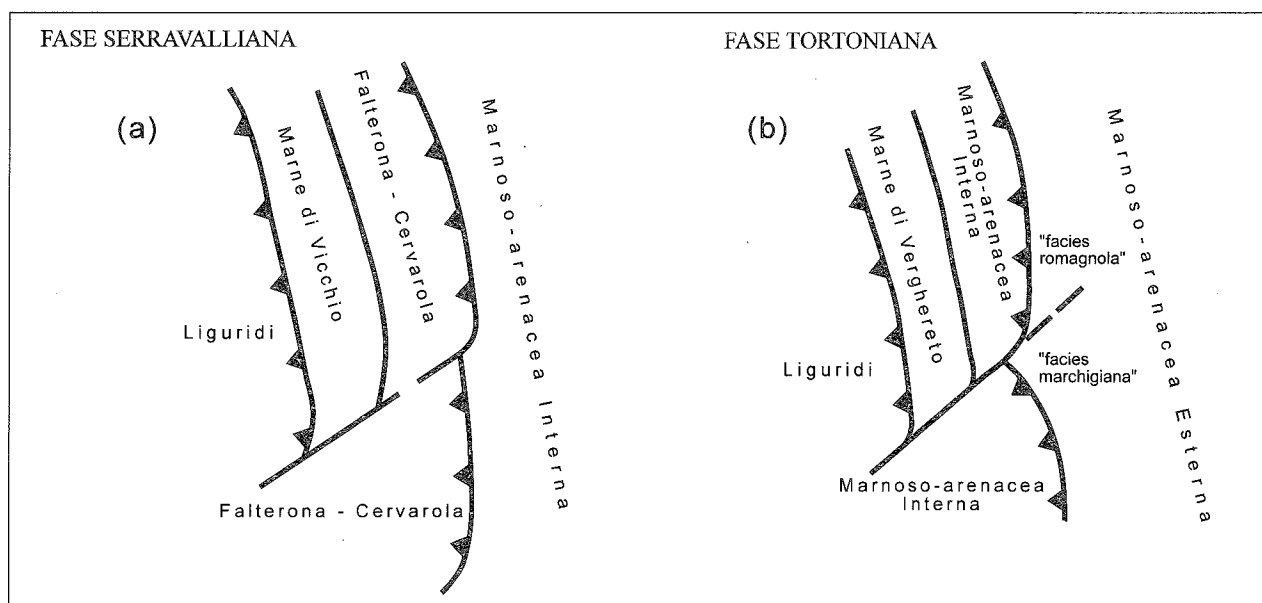 FASE SERRAVALLIANA
(a)
Liguridi
Marne di Vicchio
Falterona - Cervarola
Marnoso-arenacea Interna
Falterona - Cervarola
FASE TORTONIANA
(b)
Liguridi
Marne di Verghereto
Marnoso-arenacea
Interna
"facies
romagnola"
"facies
marchigiana"
Marnoso-arenacea Esterna
Marnoso-arenacea
Interna